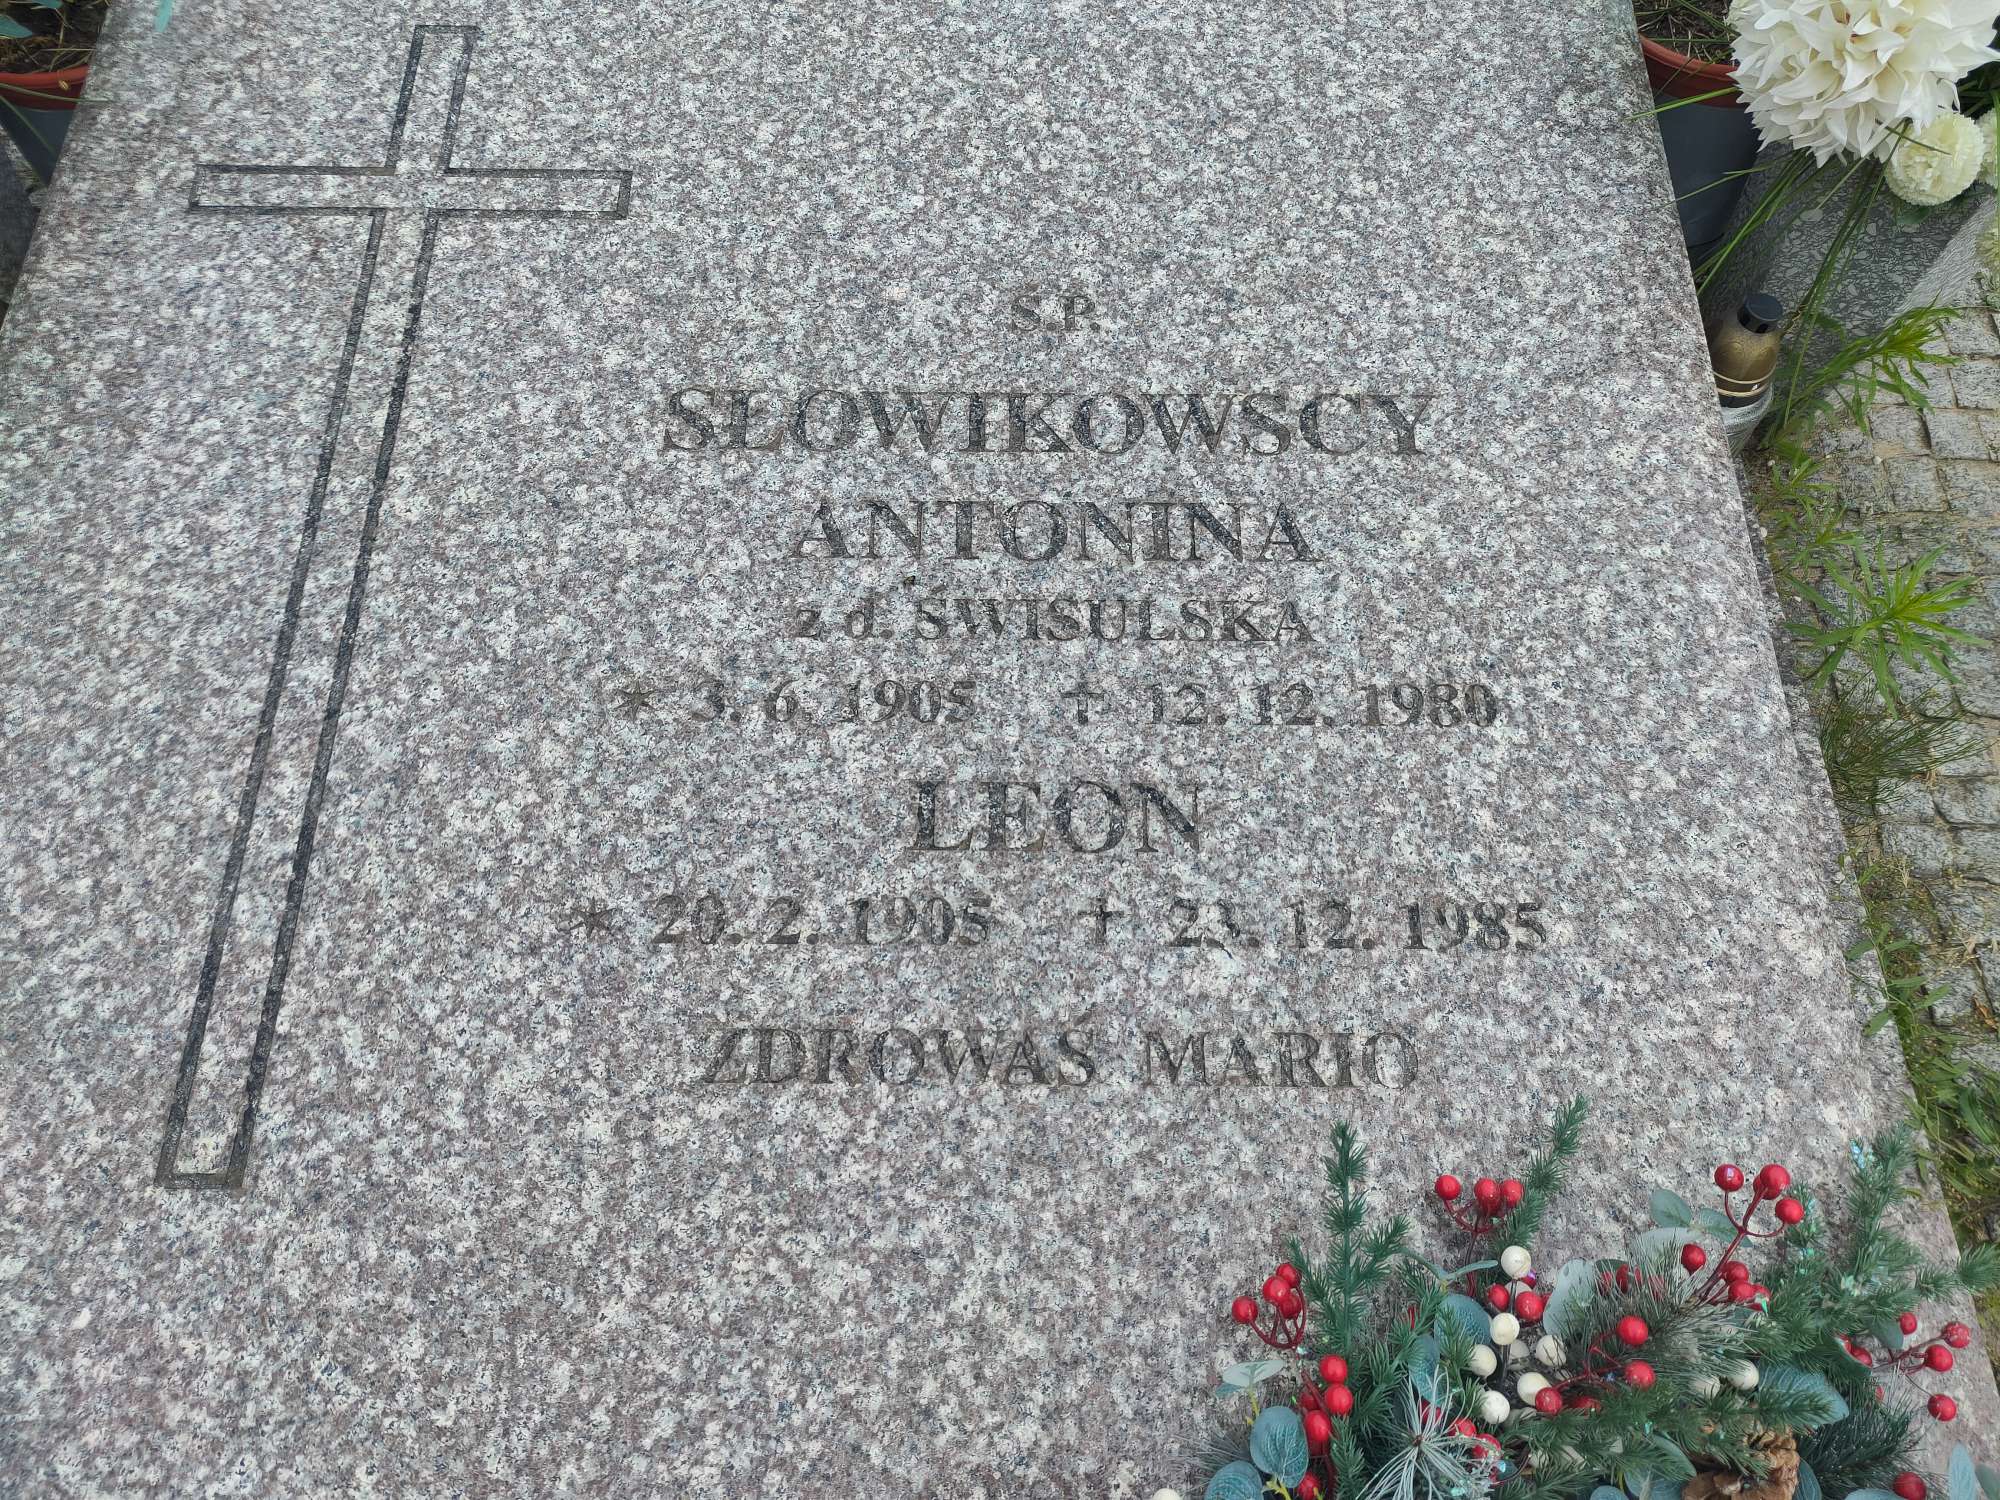 S.P.
SŁOWIKOWSCY
ANTONINA
z d. ŚWISULSKA
* 3. 6. 1905 † 12. 12. 1980
LEON
* 20. 2. 1905 † 23. 12. 1985
ZDROWAŚ MARIO